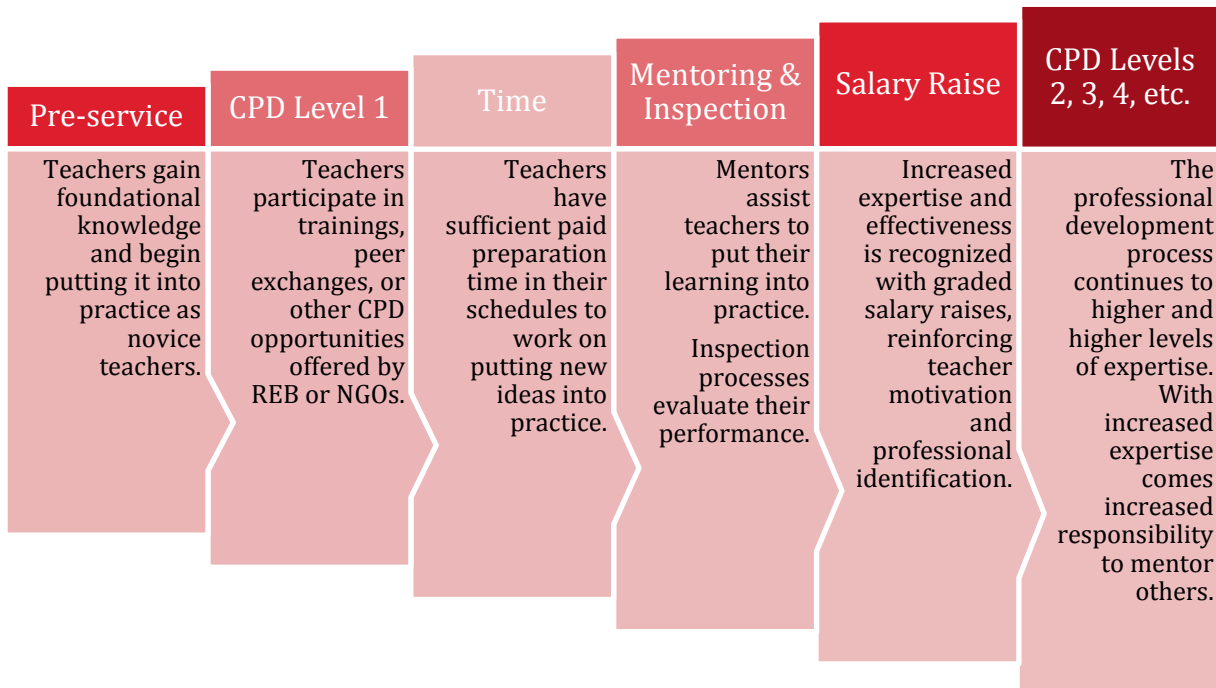 Pre-service
Teachers gain
foundational
knowledge
and begin
putting it into
practice as
novice
teachers.
CPD Level 1
Teachers
participate in
trainings,
peer
exchanges, or
other CPD
opportunities
offered by
REB or NGOs.
Time
Teachers
have
sufficient paid
preparation
time in their
schedules to
work on
putting new
ideas into
practice.
Mentoring &
Inspection
Mentors
assist
teachers to
put their
learning into
practice.
Inspection
processes
evaluate their
performance.
Salary Raise
Increased
expertise and
effectiveness
is recognized
with graded
salary raises,
reinforcing
teacher
motivation
and
professional
identification.
CPD Levels
2, 3, 4, etc.
The
professional
development
process
continues to
higher and
higher levels
of expertise.
With
increased
expertise
comes
increased
responsibility
to mentor
others.